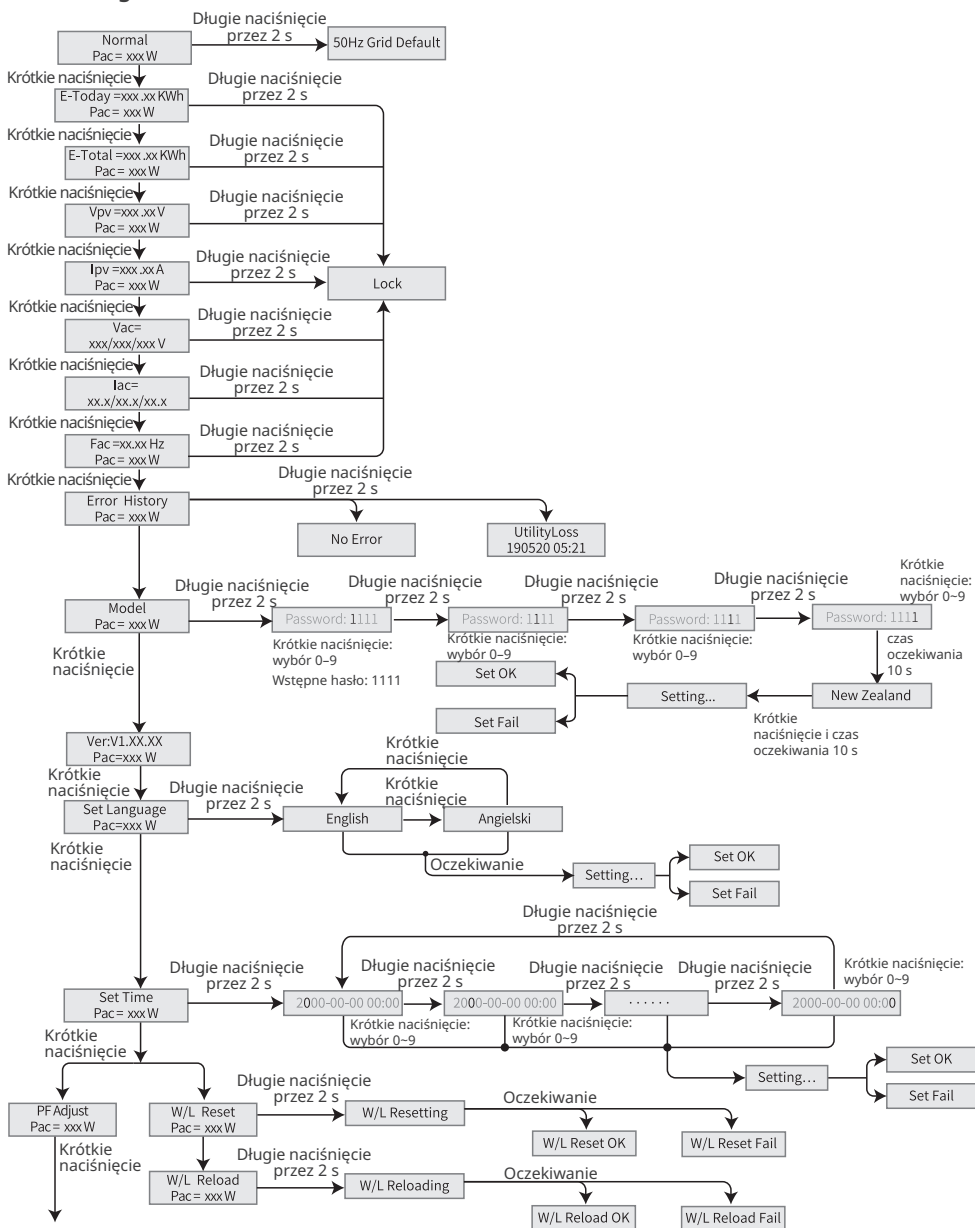 Długie naciśnięcie
przez 2 s
Normal
Pac= xxx W
50Hz Grid Default
Krótkie naciśnięcie
E-Today =xxx.xx KWh
Pac= xxx W
Długie naciśnięcie
przez 2 s
Krótkie naciśnięcie
E-Total =xxx.xx KWh
Pac = xxx W
Długie naciśnięcie
przez 2 s
Krótkie naciśnięcie
Vpv=xxx.xx V
Pac = xxx W
Długie naciśnięcie
przez 2 s
Krótkie naciśnięcie
Ipv =xxx.xx A
Pac = xxx W
Długie naciśnięcie
przez 2 s
Lock
Krótkie naciśnięcie
Vac=
xxx/xxx/xxx V
Długie naciśnięcie
przez 2 s
Krótkie naciśnięcie
Iac=
xx.x/xx.x/xx.x
Długie naciśnięcie
przez 2 s
Krótkie naciśnięcie
Fac =xx.xx Hz
Pac = xxx W
Długie naciśnięcie
przez 2 s
Krótkie naciśnięcie
Error History
Pac = xxx W
Długie naciśnięcie
przez 2 s
No Error
UtilityLoss
190520 05:21
Model
Pac = xxx W
Długie naciśnięcie
przez 2 s
Password: 1111
Krótkie naciśnięcie:
wybór 0–9
Wstępne hasło: 1111
Długie naciśnięcie
przez 2 s
Password: 1111
Krótkie naciśnięcie:
wybór 0–9
Długie naciśnięcie
przez 2 s
Password: 1111
Krótkie naciśnięcie:
wybór 0–9
Długie naciśnięcie
przez 2 s
Krótkie
naciśnięcie:
wybór 0~9
Password: 1111
czas
oczekiwania
10 s
New Zealand
Krótkie
naciśnięcie i czas
oczekiwania 10 s
Setting...
Set OK
Set Fail
Krótkie
naciśnięcie
Ver:V1.XX.XX
Pac=xxx W
Krótkie
naciśnięcie
Set Language
Pac=xxx W
Długie naciśnięcie
przez 2 s
English
Krótkie
naciśnięcie
Krótkie
naciśnięcie
Angielski
Oczekiwanie
Setting…
Set OK
Set Fail
Krótkie
naciśnięcie
Długie naciśnięcie
przez 2 s
Set Time
Pac = xxx W
Długie naciśnięcie
przez 2 s
2000-00-00 00:00
Krótkie naciśnięcie:
wybór 0~9
Długie naciśnięcie
przez 2 s
2000-00-00 00:00
Krótkie naciśnięcie:
wybór 0~9
Długie naciśnięcie
przez 2 s
······
Długie naciśnięcie
przez 2 s
Krótkie naciśnięcie:
wybór 0~9
2000-00-00 00:00
Setting…
Set OK
Set Fail
Krótkie
naciśnięcie
PF Adjust
Pac = xxx W
Krótkie
naciśnięcie
W/L Reset
Pac = xxx W
Długie naciśnięcie
przez 2 s
W/L Resetting
Oczekiwanie
W/L Reset OK
W/L Reset Fail
W/L Reload
Pac = xxx W
Długie naciśnięcie
przez 2 s
W/L Reloading
Oczekiwanie
W/L Reload OK
W/L Reload Fail